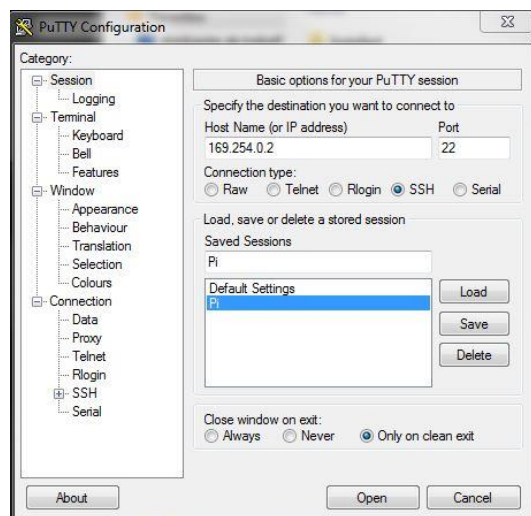 PuTTY Configuration
Category:
Session
Logging
Terminal
Keyboard
Bell
Features
Window
Appearance
Behaviour
Translation
Selection
Colours
Connection
Data
Proxy
Telnet
Rlogin
SSH
Serial
Basic options for your PuTTY session
Specify the destination you want to connect to
Host Name (or IP address) Port
169.254.0.2 22
Connection type:
Raw Telnet Rlogin SSH Serial
Load, save or delete a stored session
Saved Sessions
Pi
Default Settings
Pi
Load
Save
Delete
Close window on exit:
Always Never Only on clean exit
About Open Cancel